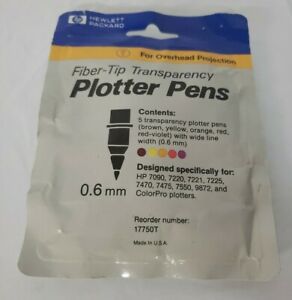 hp
HEWLETT
PACKARD
For Overhead Projection
Fiber-Tip Transparency
Plotter Pens
Contents:
5 transparency plotter pens
(brown, yellow, orange, red,
red-violet) with wide line
width (0.6 mm)
0.6 mm
Designed specifically for:
HP 7090, 7220, 7221, 7225,
7470, 7475, 7550, 9872, and
ColorPro plotters.
Reorder number:
17750T
Made in U.S.A.